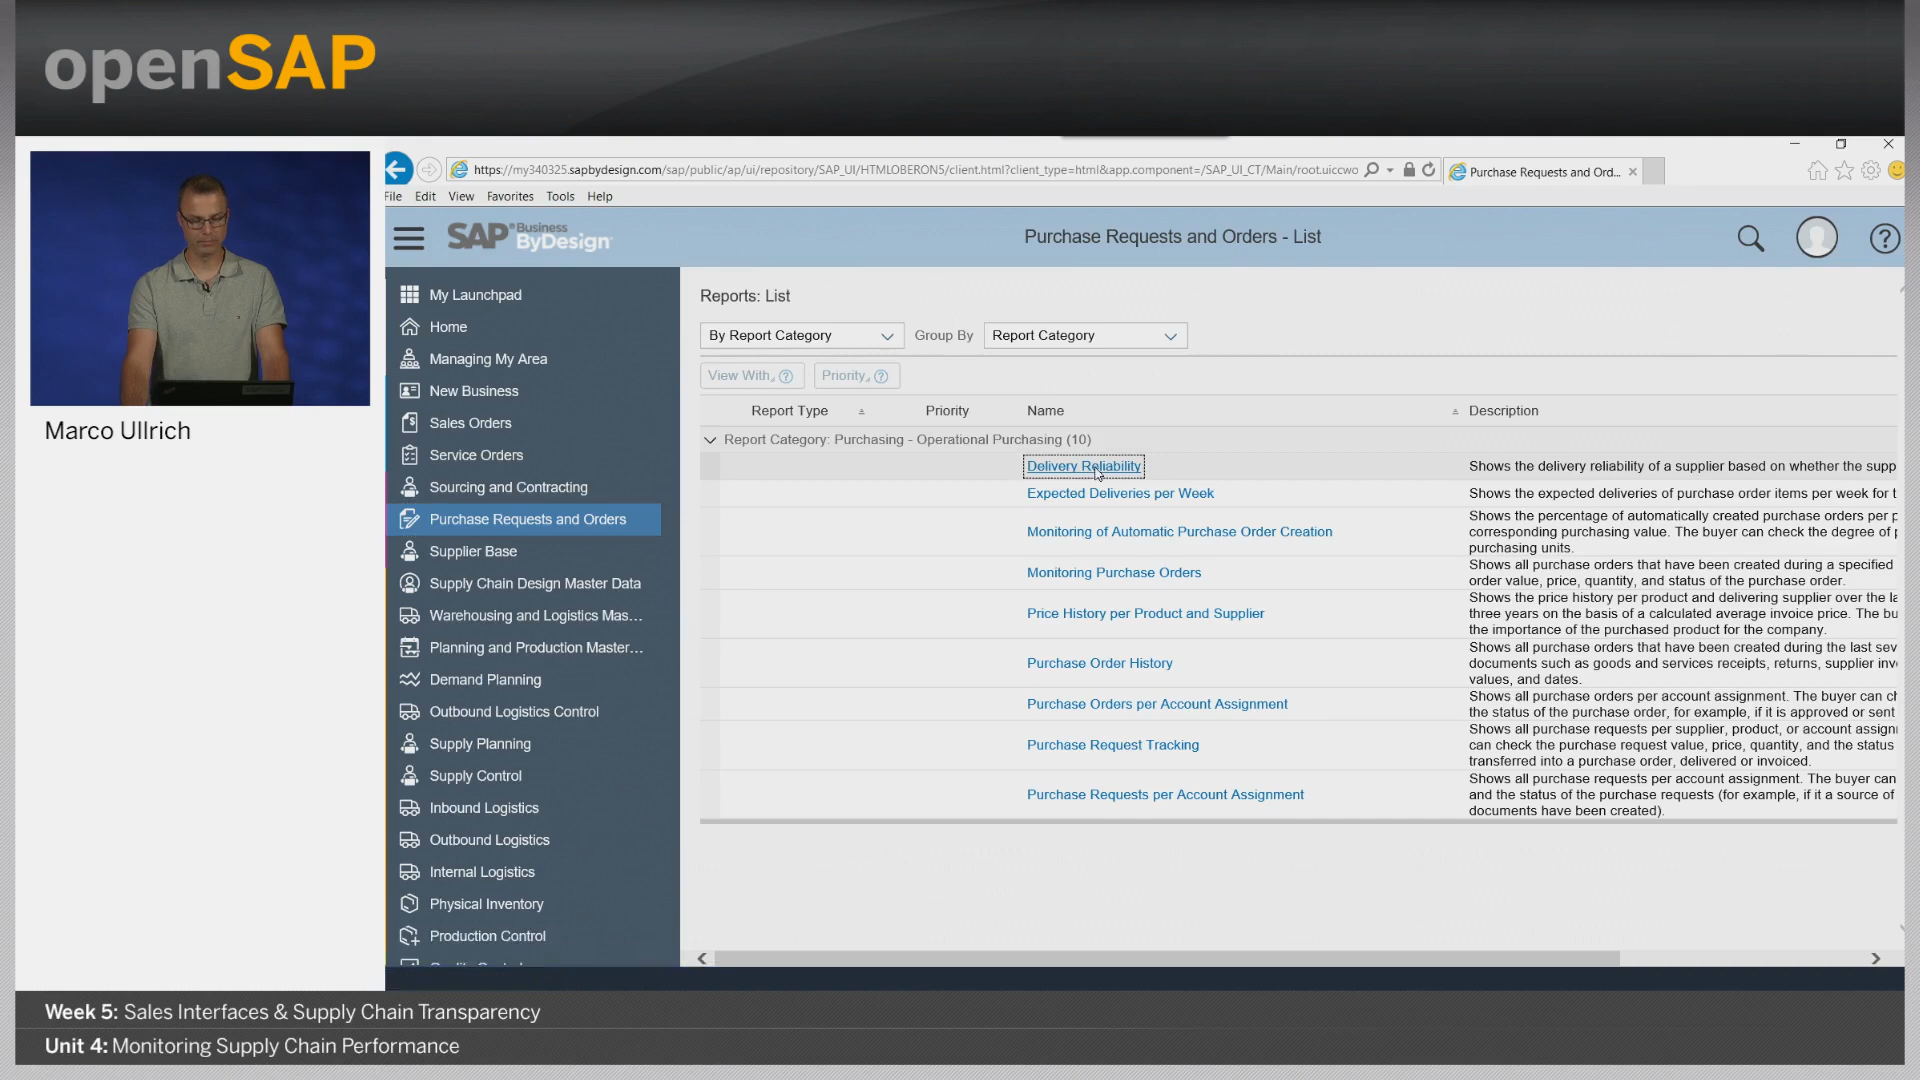 openSAP
Marco Ullrich
https://my340325.sapbydesign.com/sap/public/ap/ui/repository/SAP_UI/HTMLOBERON5/client.html?client_type=html&app.component=/SAP_UI_CT/Main/root.uiccwo
Purchase Requests and Ord...
File Edit View Favorites Tools Help
SAP Business ByDesign
Purchase Requests and Orders - List
My Launchpad
Home
Managing My Area
New Business
Sales Orders
Service Orders
Sourcing and Contracting
Purchase Requests and Orders
Supplier Base
Supply Chain Design Master Data
Warehousing and Logistics Mas...
Planning and Production Master...
Demand Planning
Outbound Logistics Control
Supply Planning
Supply Control
Inbound Logistics
Outbound Logistics
Internal Logistics
Physical Inventory
Production Control
Reports: List
By Report Category Group By Report Category
View With Priority
Report Type Priority Name Description
Report Category: Purchasing - Operational Purchasing (10)
Delivery Reliability
Shows the delivery reliability of a supplier based on whether the supp
Expected Deliveries per Week
Shows the expected deliveries of purchase order items per week for t
Monitoring of Automatic Purchase Order Creation
Shows the percentage of automatically created purchase orders per p
corresponding purchasing value. The buyer can check the degree of p
purchasing units.
Monitoring Purchase Orders
Shows all purchase orders that have been created during a specified
order value, price, quantity, and status of the purchase order.
Price History per Product and Supplier
Shows the price history per product and delivering supplier over the la
three years on the basis of a calculated average invoice price. The bu
the importance of the purchased product for the company.
Purchase Order History
Shows all purchase orders that have been created during the last sev
documents such as goods and services receipts, returns, supplier inv
values, and dates.
Purchase Orders per Account Assignment
Shows all purchase orders per account assignment. The buyer can ch
the status of the purchase order, for example, if it is approved or sent
Purchase Request Tracking
Shows all purchase requests per supplier, product, or account assignm
can check the purchase request value, price, quantity, and the status
transferred into a purchase order, delivered or invoiced.
Purchase Requests per Account Assignment
Shows all purchase requests per account assignment. The buyer can
and the status of the purchase requests (for example, if it a source of
documents have been created).
Week 5: Sales Interfaces & Supply Chain Transparency
Unit 4: Monitoring Supply Chain Performance